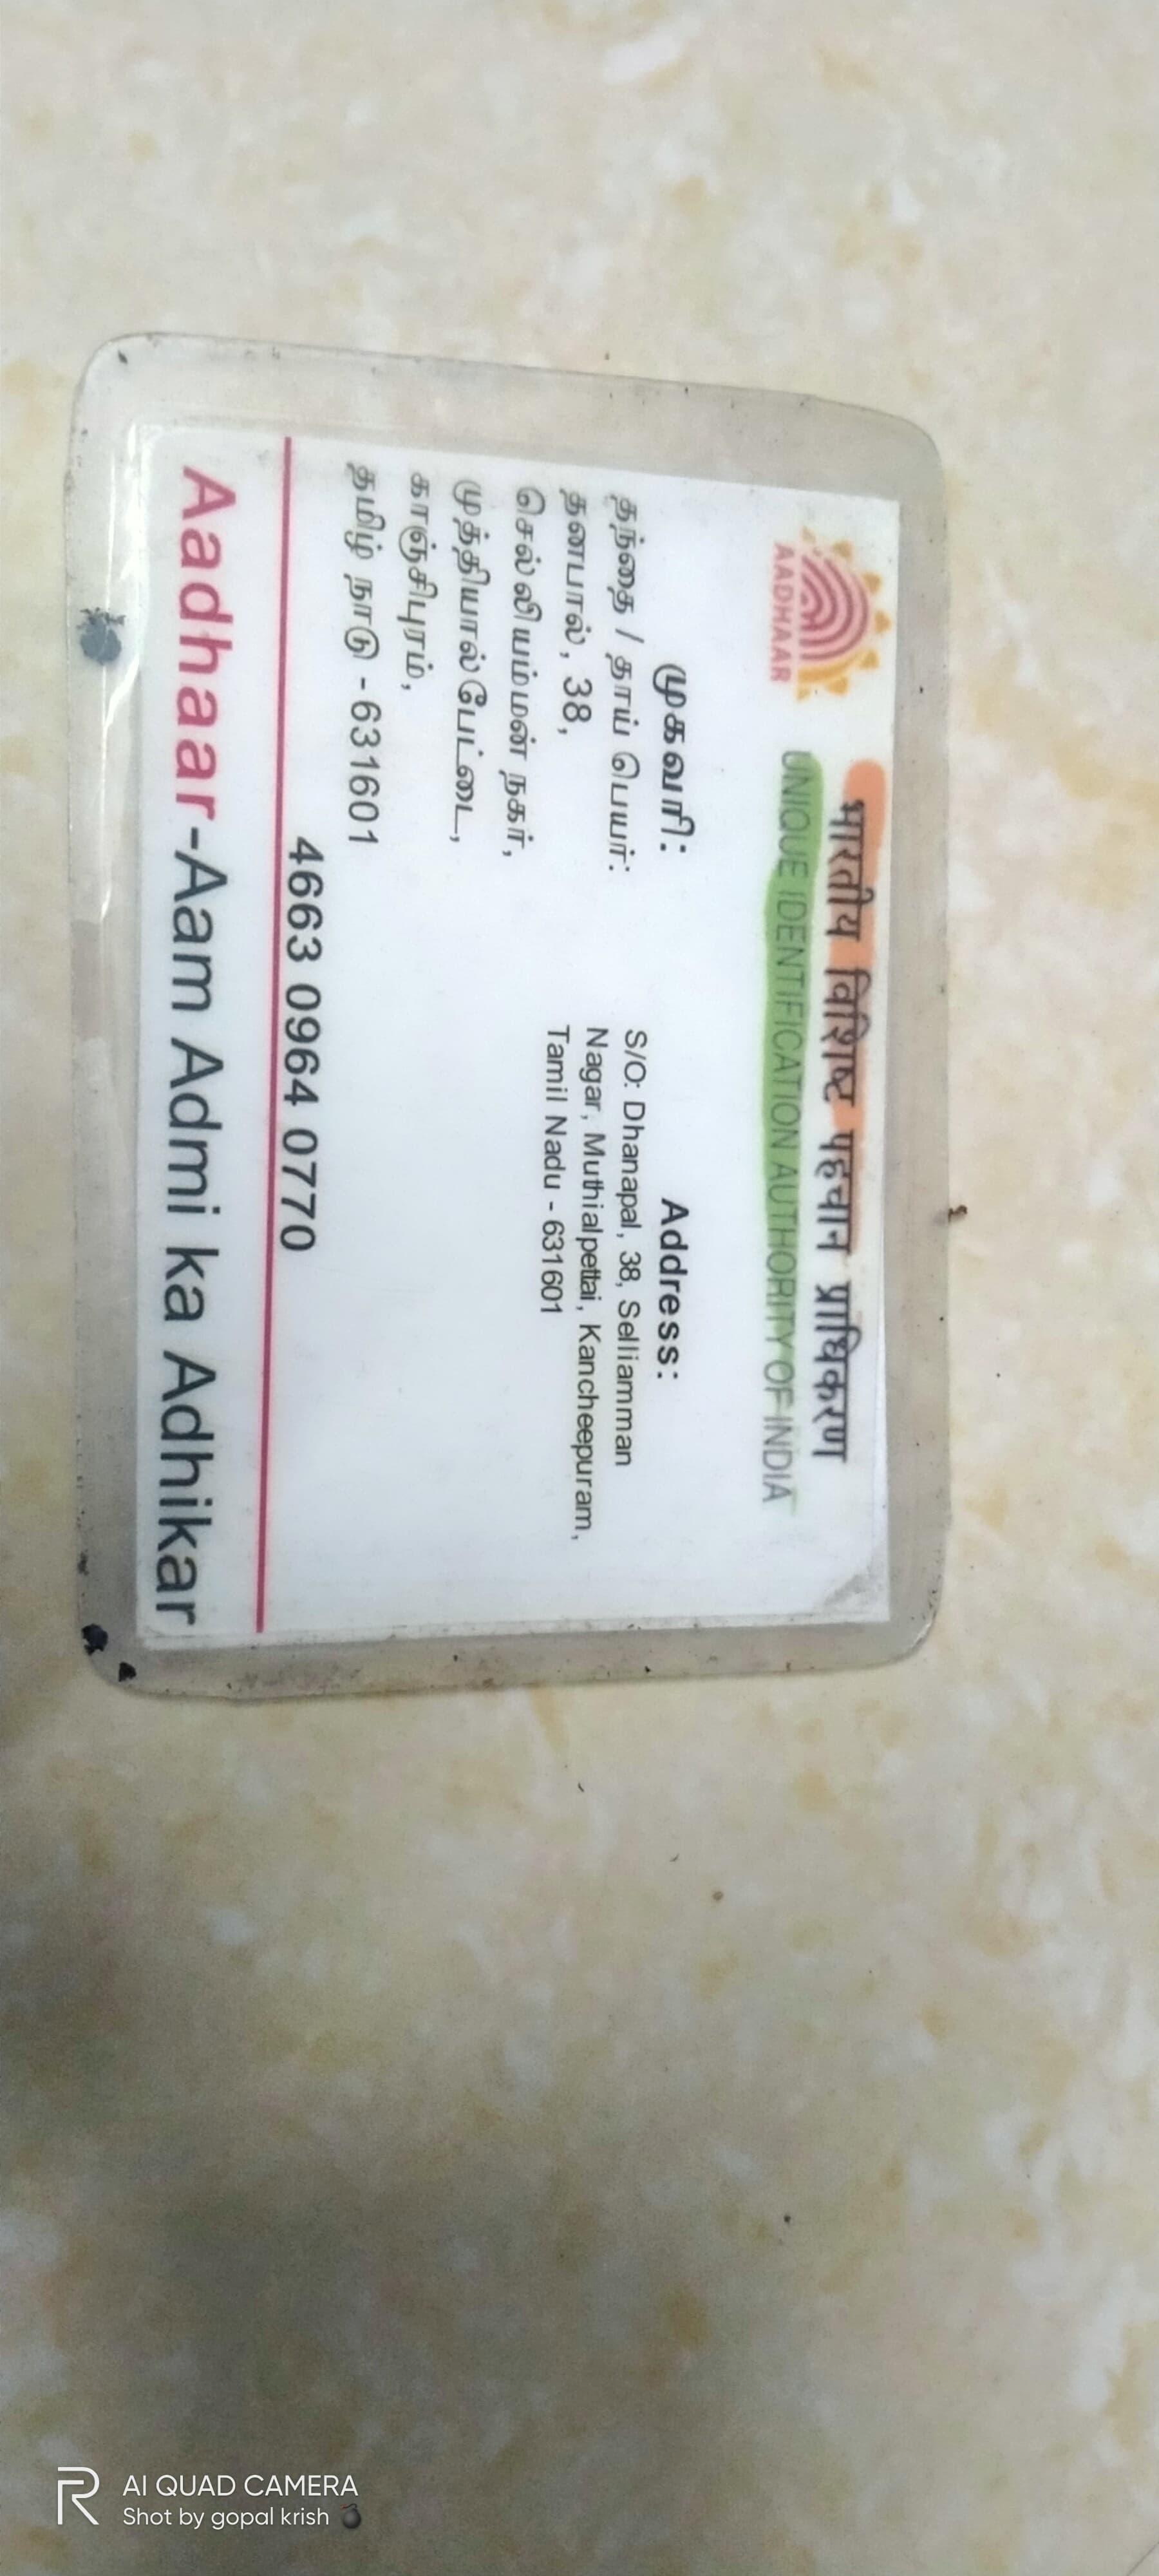 भारतीय विशिष्ट पहचान प्राधिकरण
UNIQUE IDENTIFICATION AUTHORITY OF INDIA
AADHAAR
முகவரி:
தந்தை / தாய் பெயர்:
தனபால், 38,
செல்லியம்மன் நகர்,
முத்தியால்பேட்டை,
காஞ்சிபுரம்,
தமிழ் நாடு - 631601
Address:
S/O: Dhanapal, 38, Selliamman
Nagar, Muthialpettai, Kancheepuram,
Tamil Nadu - 631601
4663 0964 0770
Aadhaar-Aam Admi ka Adhikar
AI QUAD CAMERA
Shot by gopal krish